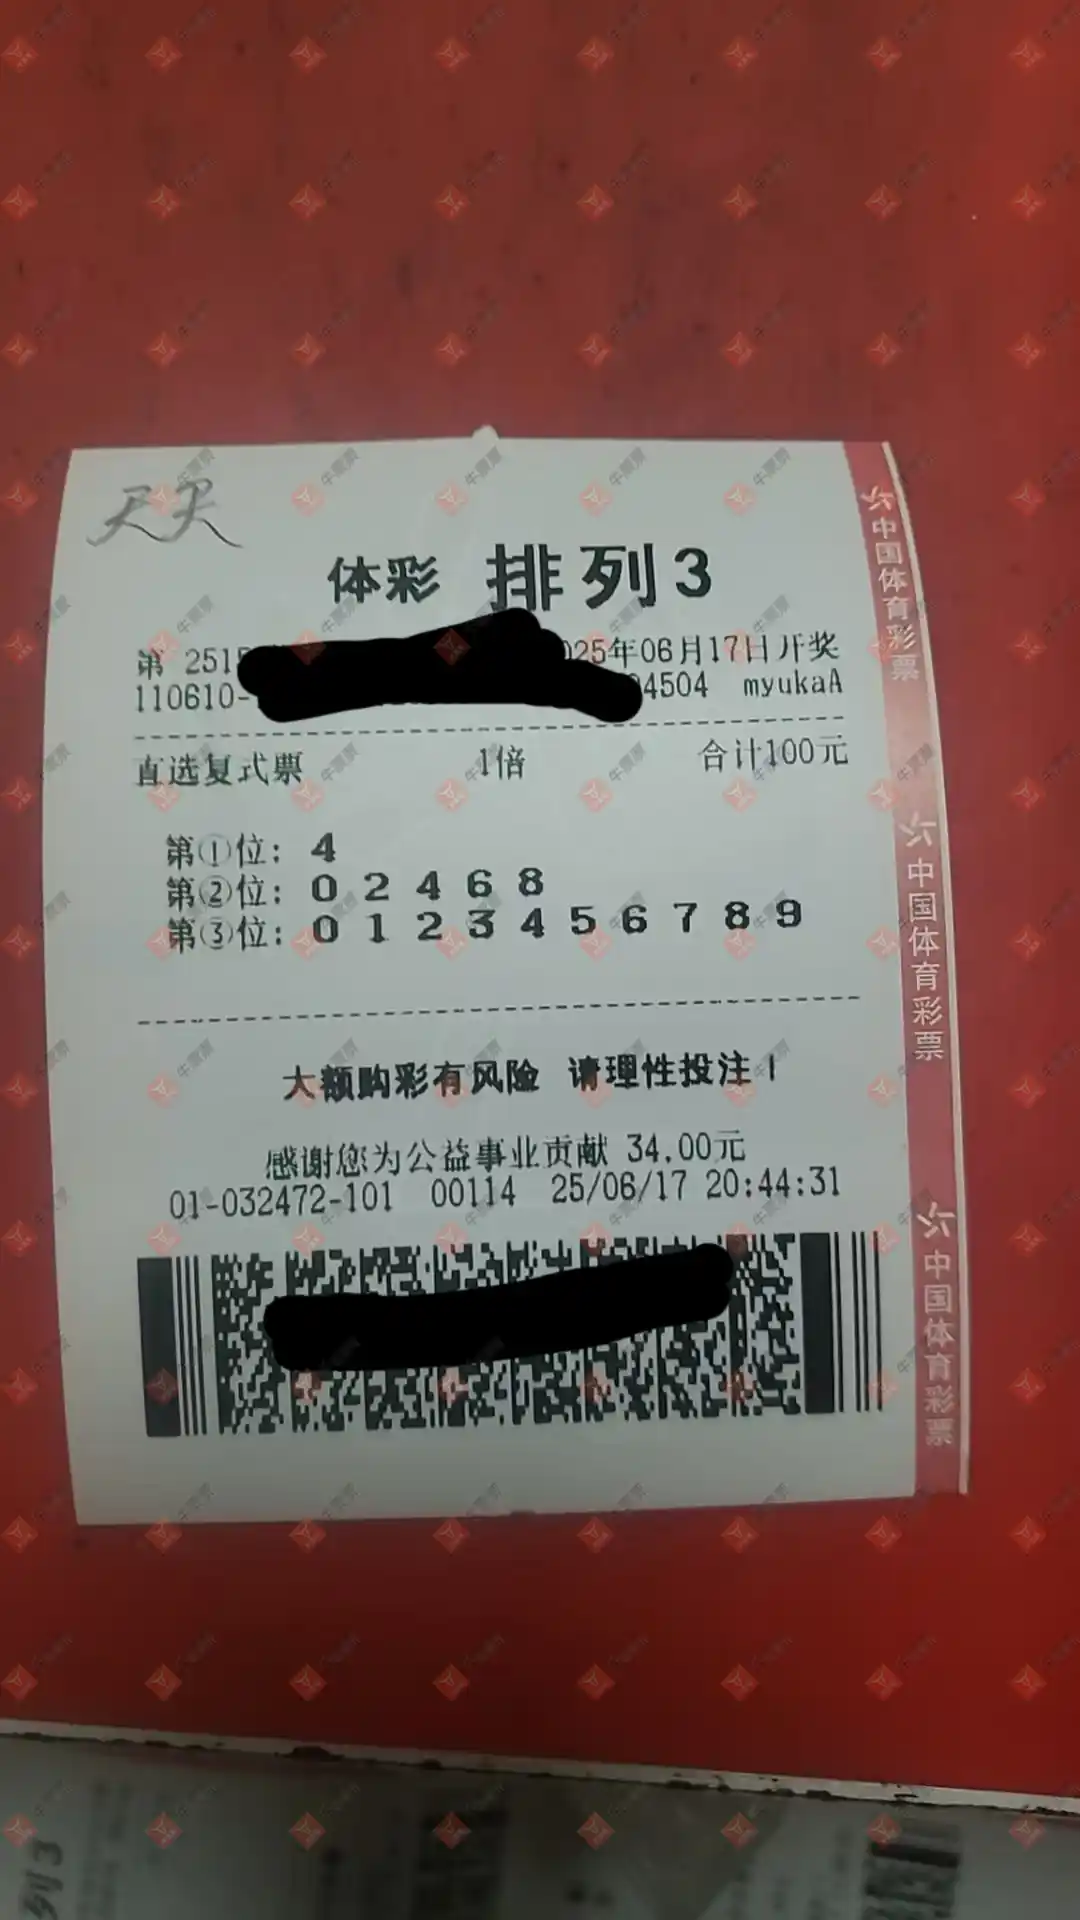 天天
体彩 排列3
第 251 025年06月17日开奖
110610- 4504 myukaA
直选复式票 1倍 合计100元
第①位: 4
第②位: 0 2 4 6 8
第③位: 0 1 2 3 4 5 6 7 8 9
大额购彩有风险 请理性投注!
感谢您为公益事业贡献 34.00元
01-032472-101 00114 25/06/17 20:44:31
中国体育彩票
中国体育彩票
中国体育彩票
牛票票
列3